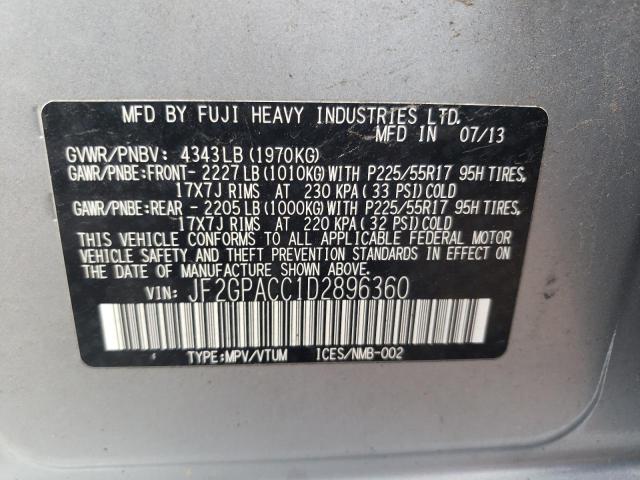 MFD BY FUJI HEAVY INDUSTRIES LTD.
MFD IN 07/13
GVWR/PNBV: 4343LB(1970KG)
GAWR/PNBE:FRONT- 2227LB(1010KG)WITH P225/55R17 95H TIRES,
17X7J RIMS AT 230 KPA(33 PSI)COLD
GAWR/PNBE:REAR - 2205LB(1000KG)WITH P225/55R17 95H TIRES,
17X7J RIMS AT 220 KPA(32 PSI)COLD
THIS VEHICLE CONFORMS TO ALL APPLICABLE FEDERAL MOTOR
VEHICLE SAFETY AND THEFT PREVENTION STANDARDS IN EFFECT ON
THE DATE OF MANUFACTURE SHOWN ABOVE.
VIN: JF2GPACC1D2896360
TYPE:MPV/VTUM ICES/NMB-002